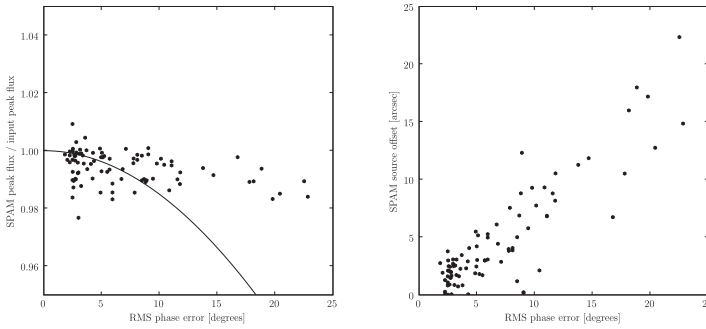 1.04
1.02
1.00
0.98
0.96
SPAM peak flux / input peak flux
0 5 10 15 20 25
RMS phase error [degrees]
25
20
15
10
5
0
SPAM source offset [arcsec]
0 5 10 15 20 25
RMS phase error [degrees]